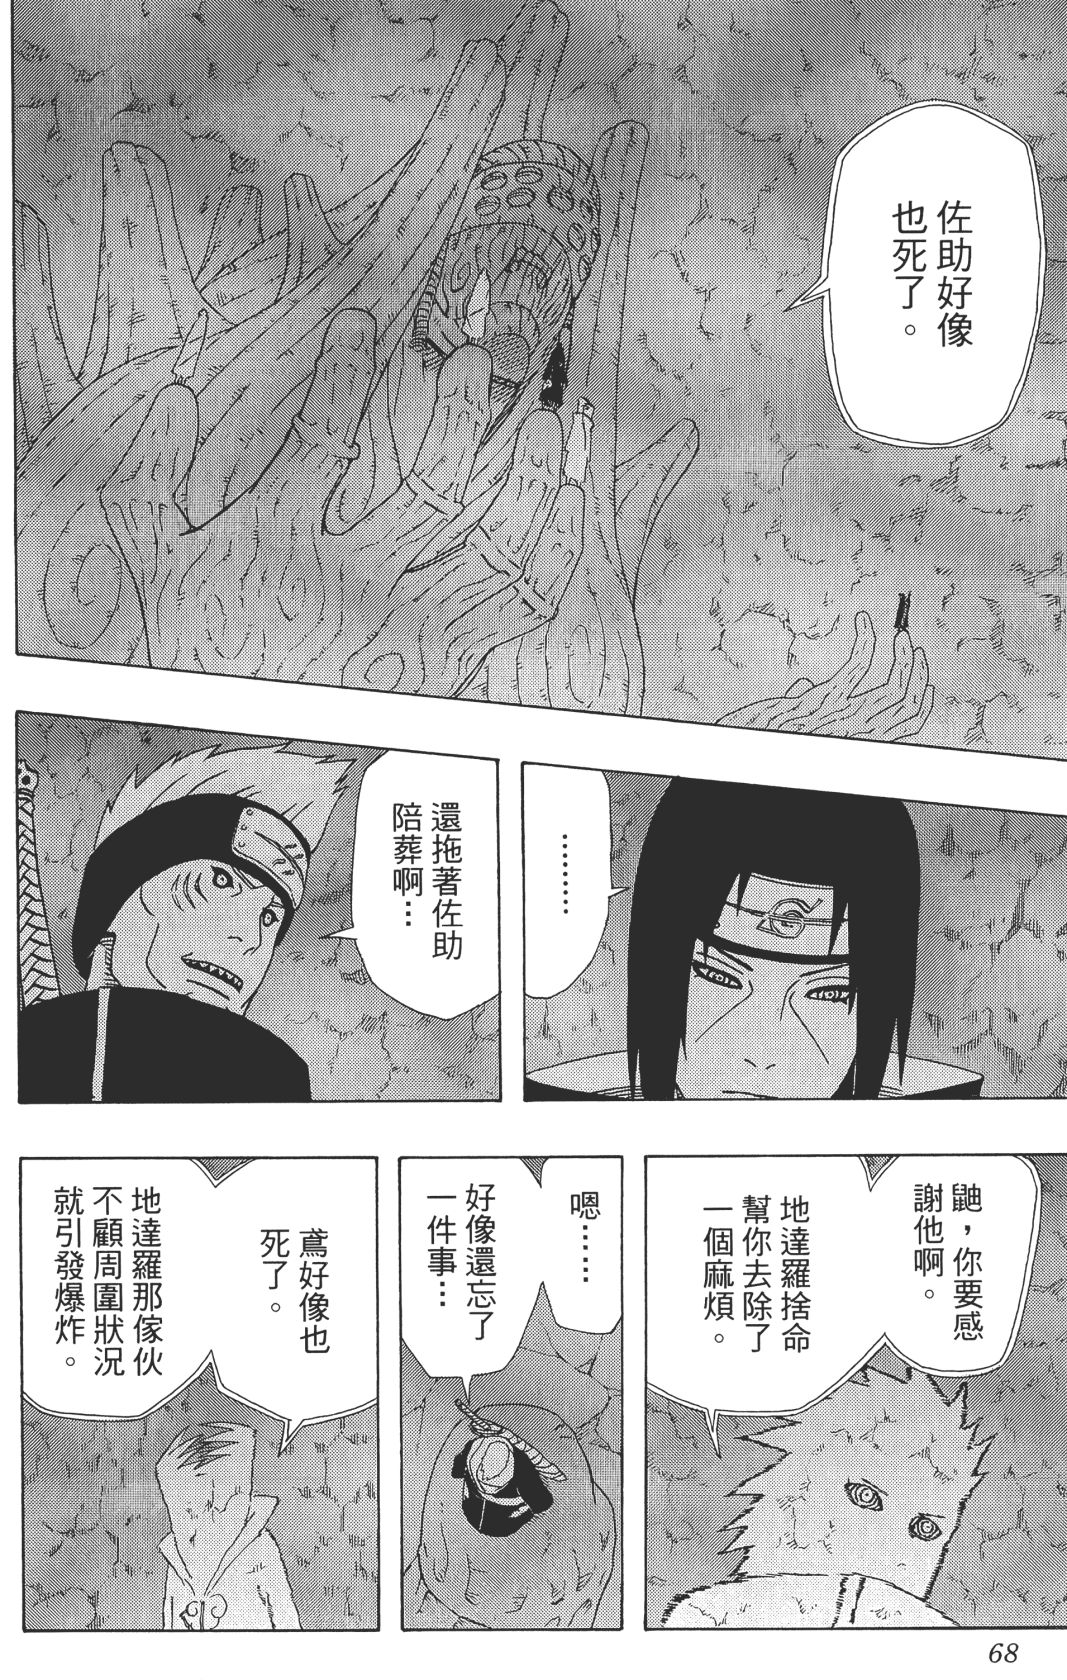 佐助好像
也死了。
………
還拖著佐助
陪葬啊…
鼬，你要感
謝他啊。
地達羅捨命
幫你去除了
一個麻煩。
嗯……
好像還忘了
一件事…
鳶好像也
死了。
地達羅那傢伙
不顧周圍狀況
就引發爆炸。
68